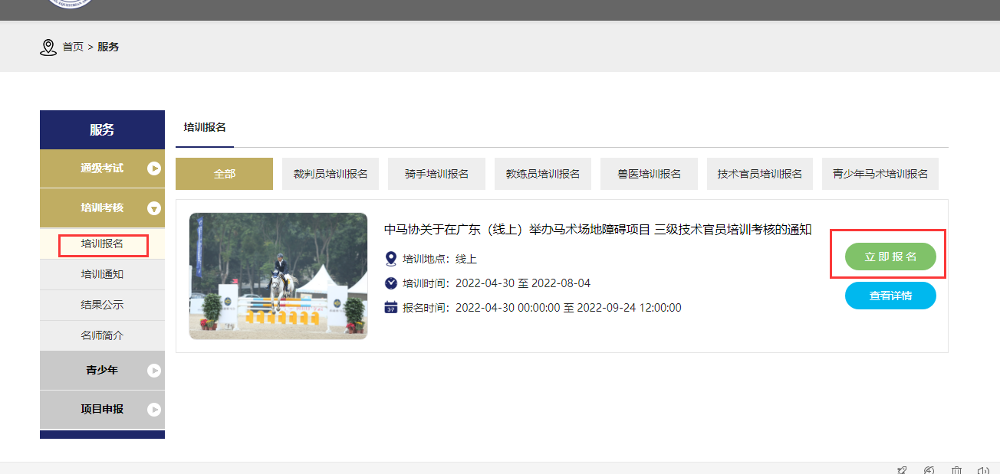 首页 > 服务
服务
通级考试
培训考核
培训报名
培训通知
结果公示
名师简介
青少年
项目申报
培训报名
全部
裁判员培训报名
骑手培训报名
教练员培训报名
兽医培训报名
技术官员培训报名
青少年马术培训报名
中马协关于在广东（线上）举办马术场地障碍项目 三级技术官员培训考核的通知
培训地点：线上
培训时间：2022-04-30 至 2022-08-04
37
报名时间：2022-04-30 00:00:00 至 2022-09-24 12:00:00
立即报名
查看详情